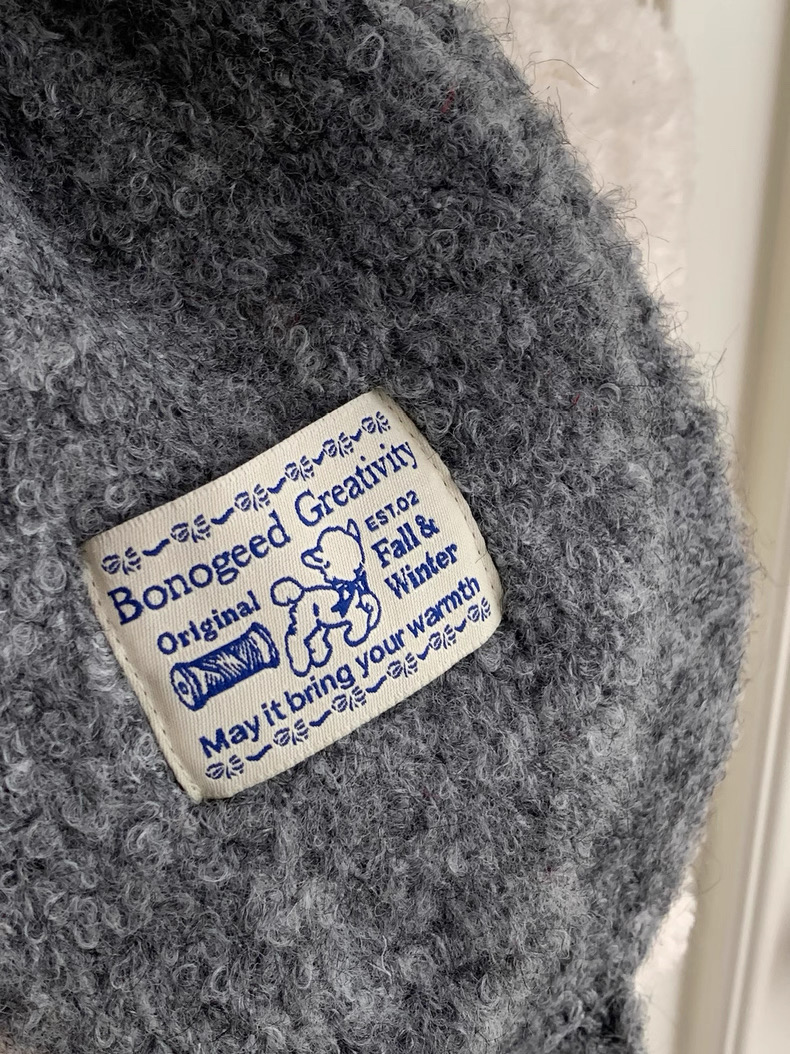 Bonogeed Greativity
Original
EST.02
Fall &
Winter
May it bring your warmth